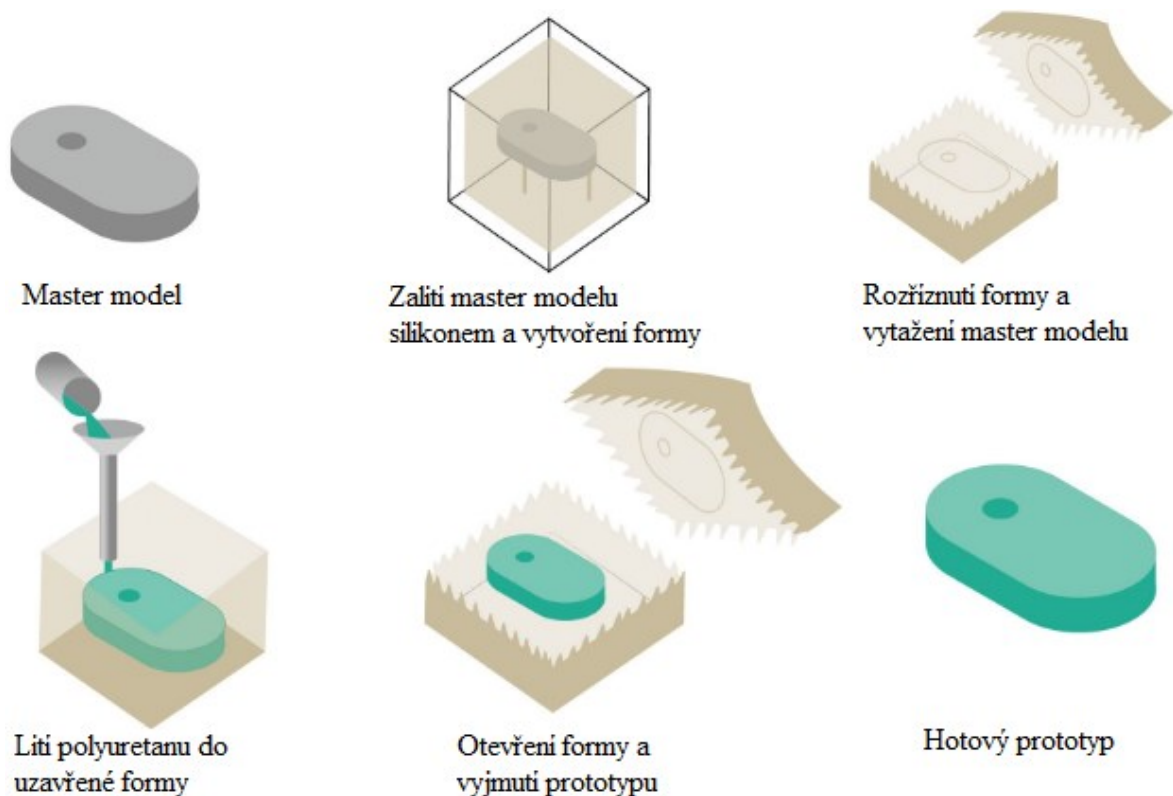 Master model
Zalití master modelu
silikonem a vytvoření formy
Rozříznutí formy a
vytažení master modelu
Lití polyuretanu do
uzavřené formy
Otevření formy a
vyjmutí prototypu
Hotový prototyp